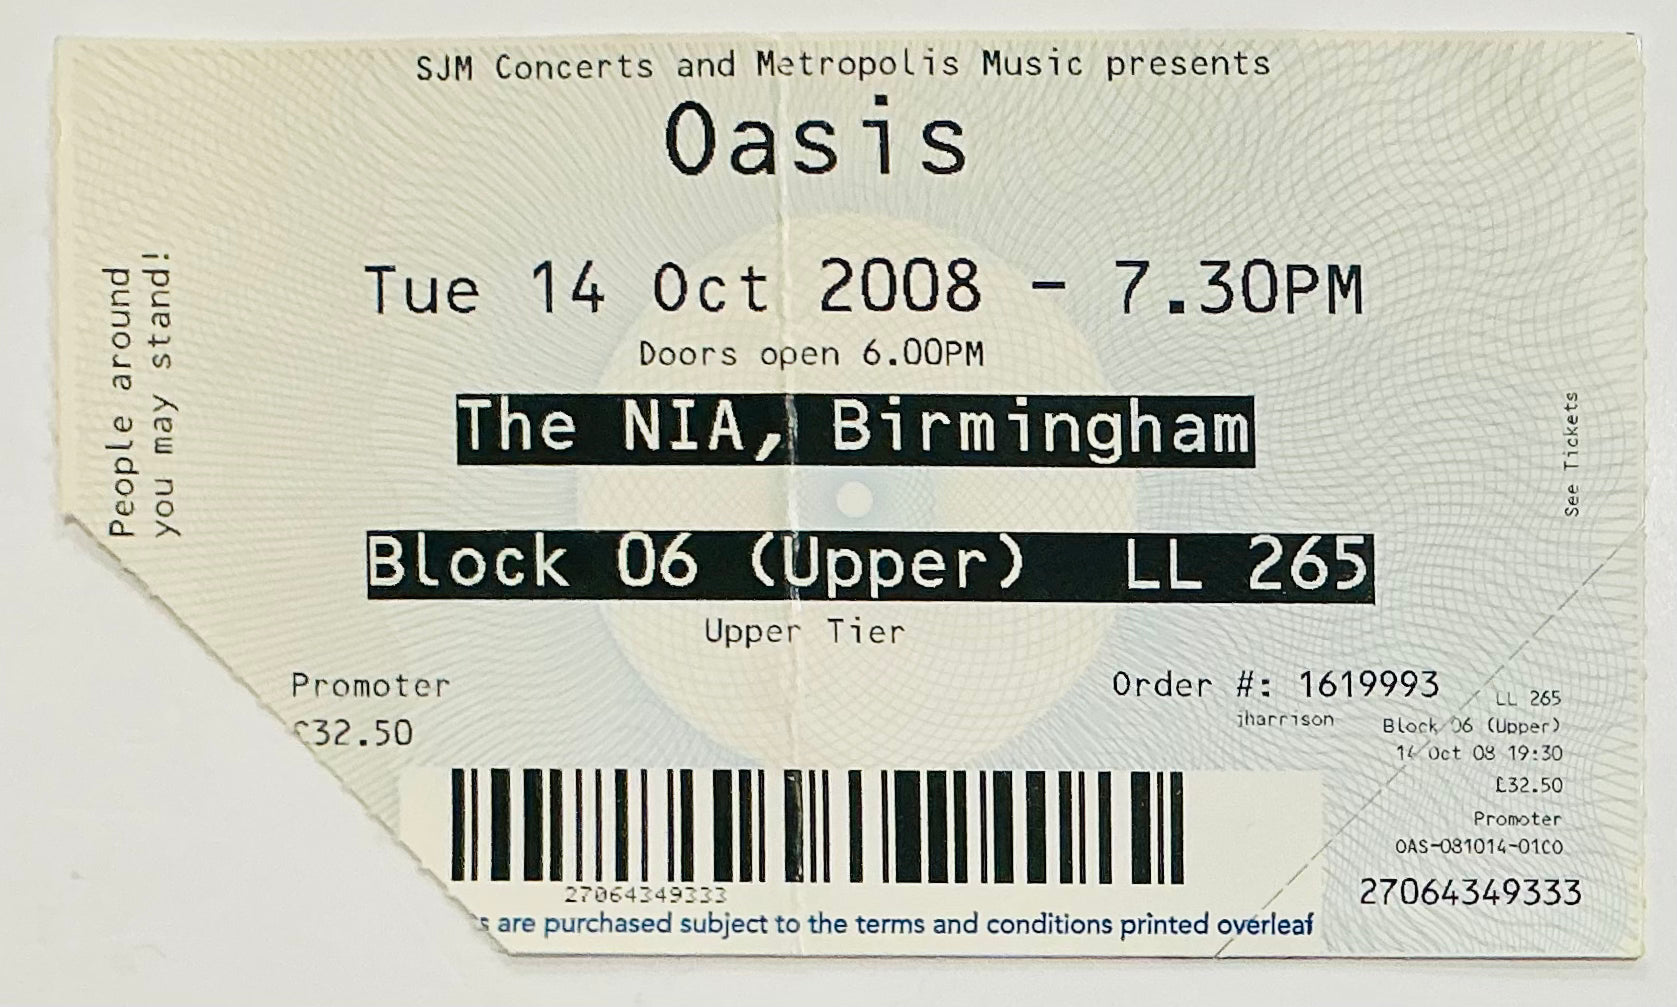 SJM Concerts and Metropolis Music presents
Oasis
Tue 14 Oct 2008 - 7.30PM
Doors open 6.00PM
The NIA, Birmingham
Block 06 (Upper) LL 265
Upper Tier
People around
you may stand!
See Tickets
Promoter
£32.50
Order #: 1619993
jharrison
LL 265
Block 06 (Upper)
14 Oct 08 19:30
£32.50
Promoter
OAS-081014-01C0
27064349333
27064349333
s are purchased subject to the terms and conditions printed overleaf